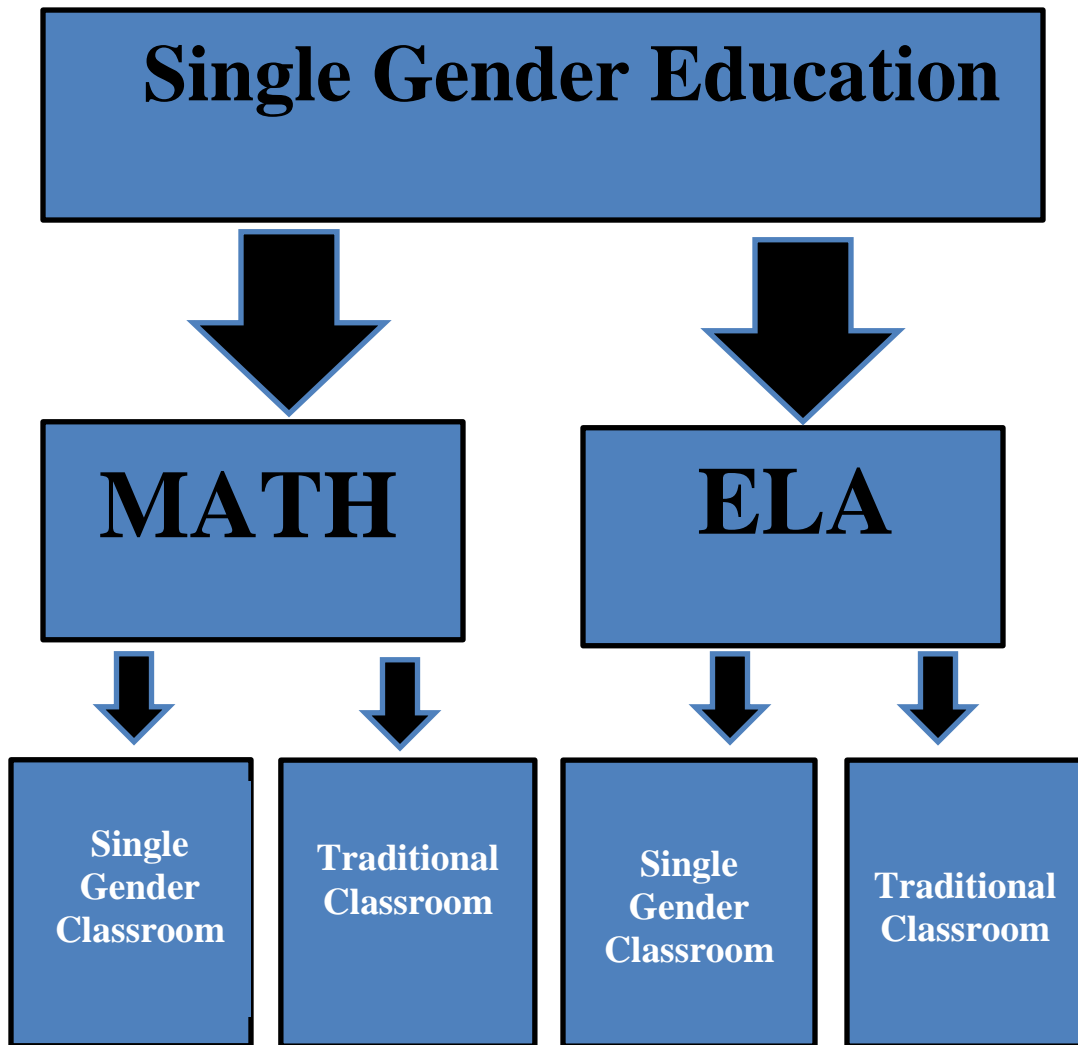 Single Gender Education
MATH
ELA
Single
Gender
Classroom
Traditional
Classroom
Single
Gender
Classroom
Traditional
Classroom